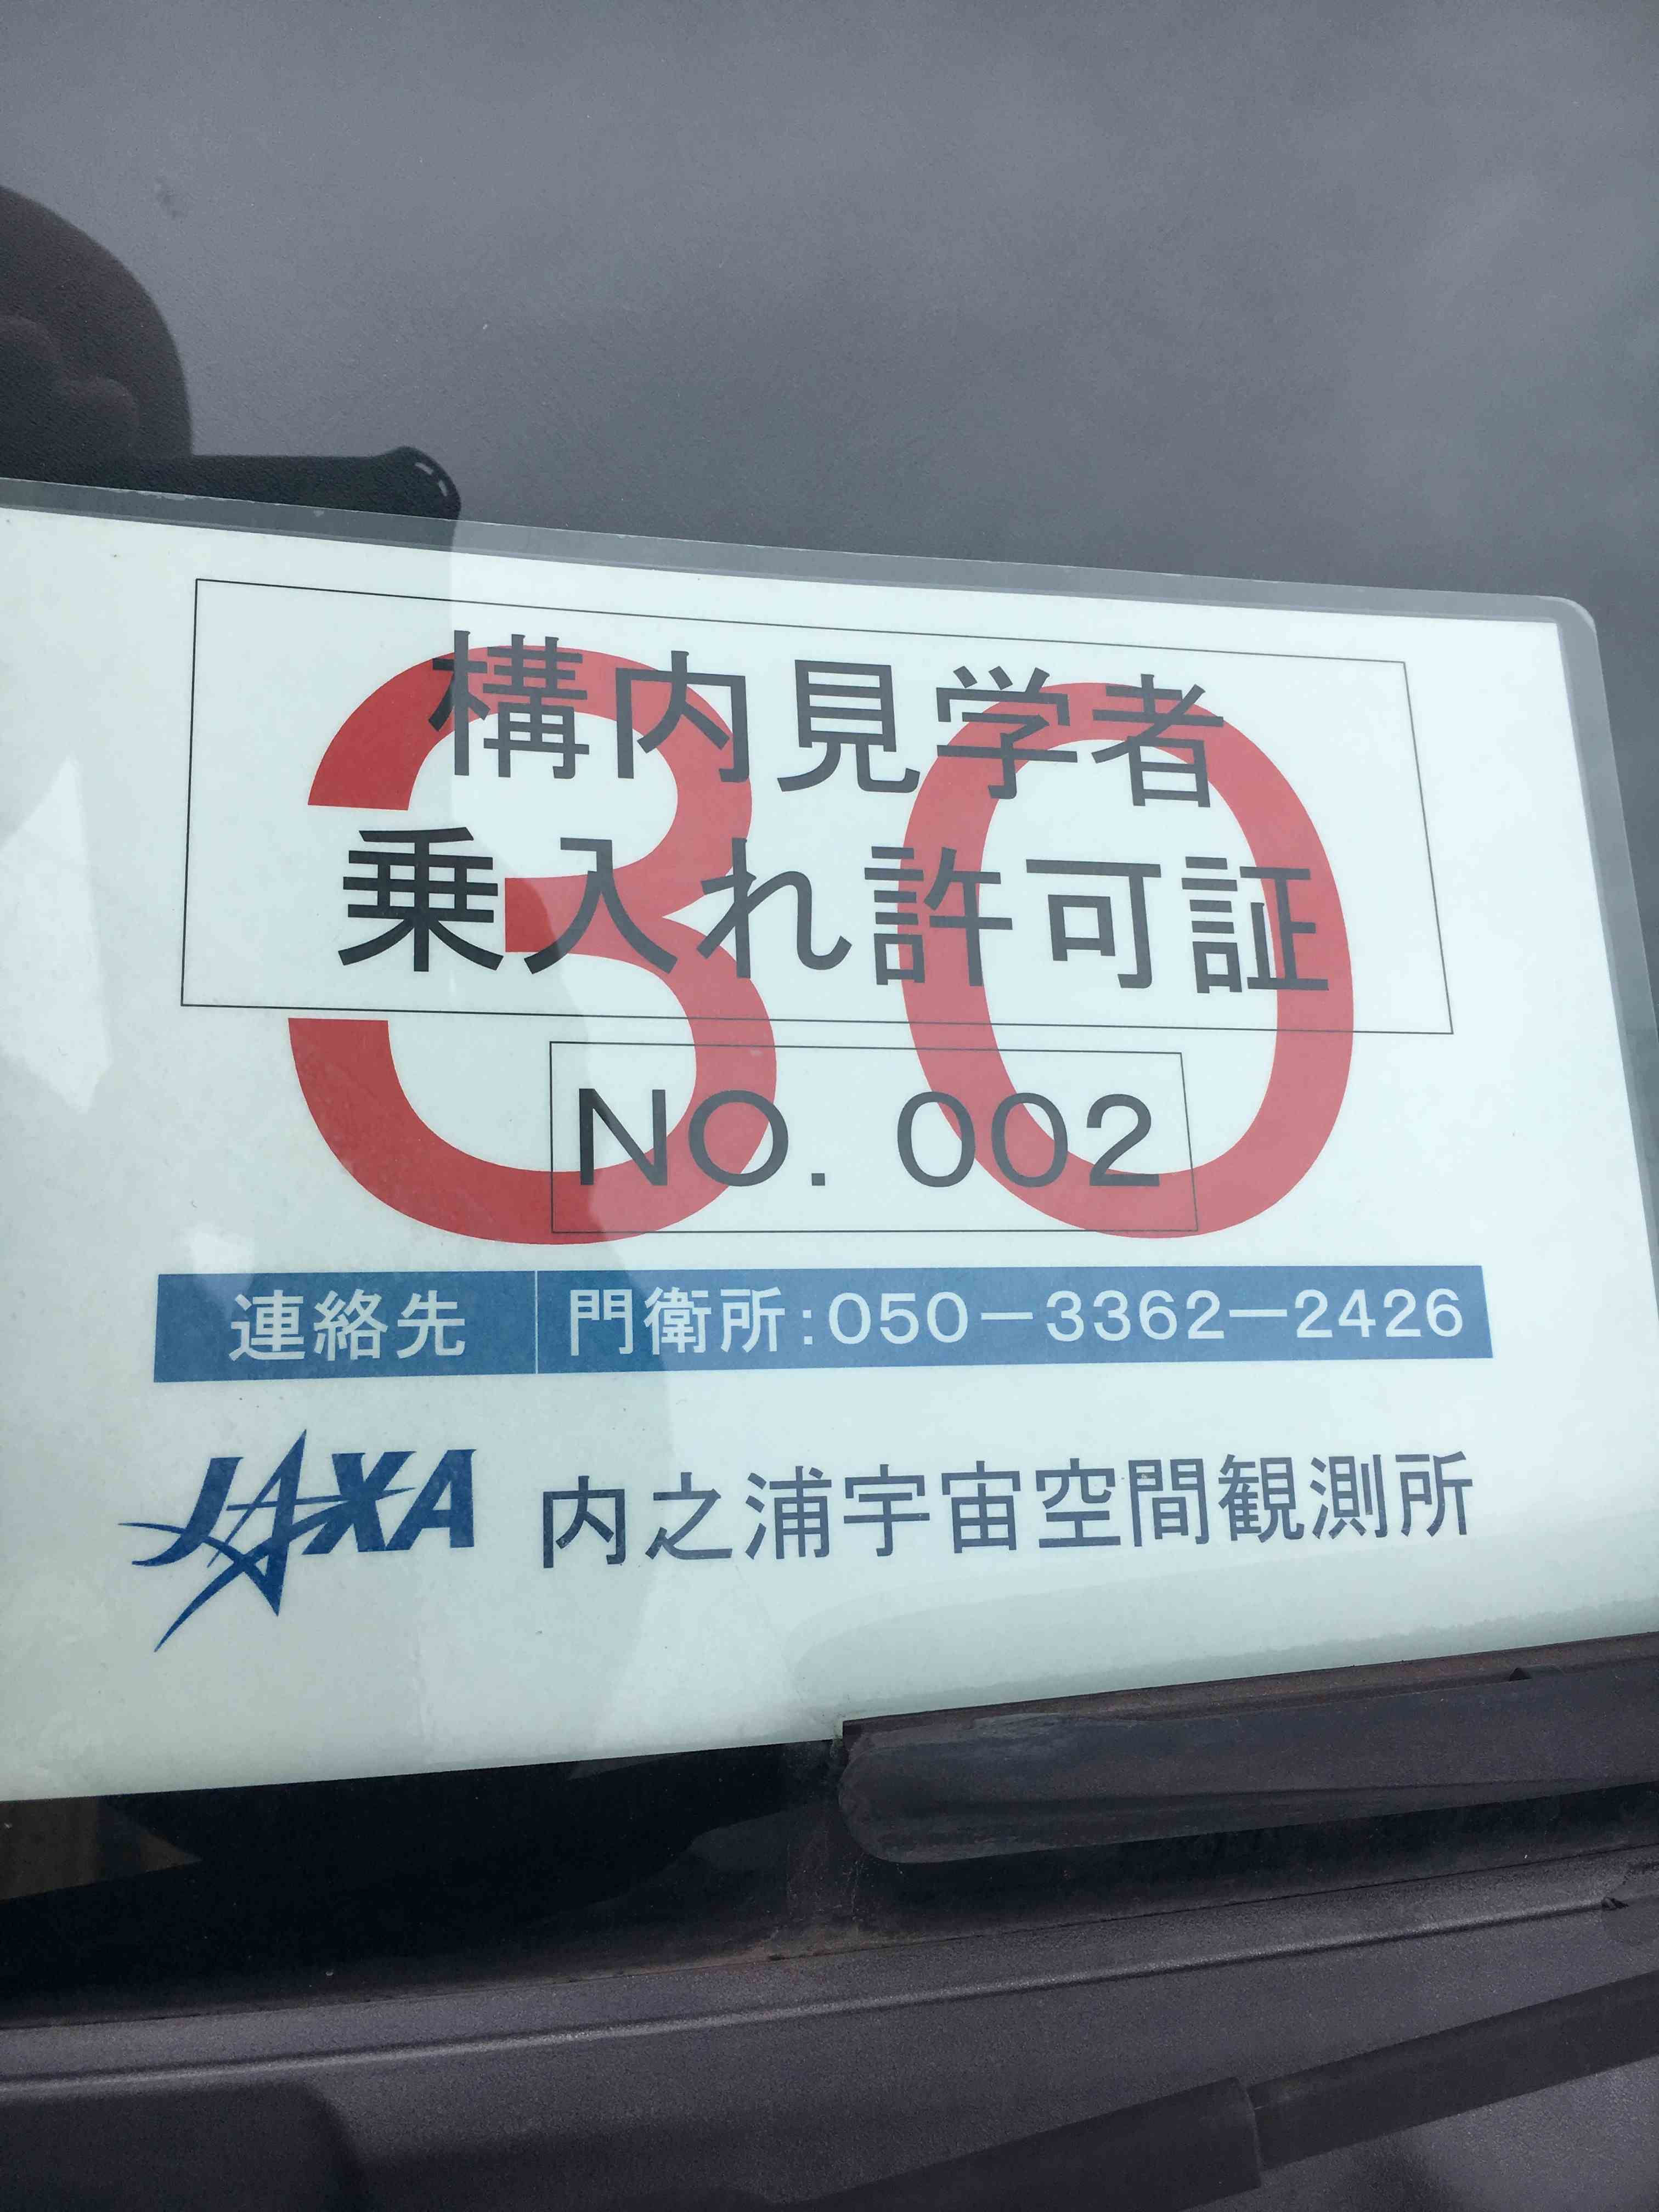 30
構内見学者
乗入れ許可証
NO. 002
連絡先 門衛所:050-3362-2426
JAXA 内之浦宇宙空間観測所